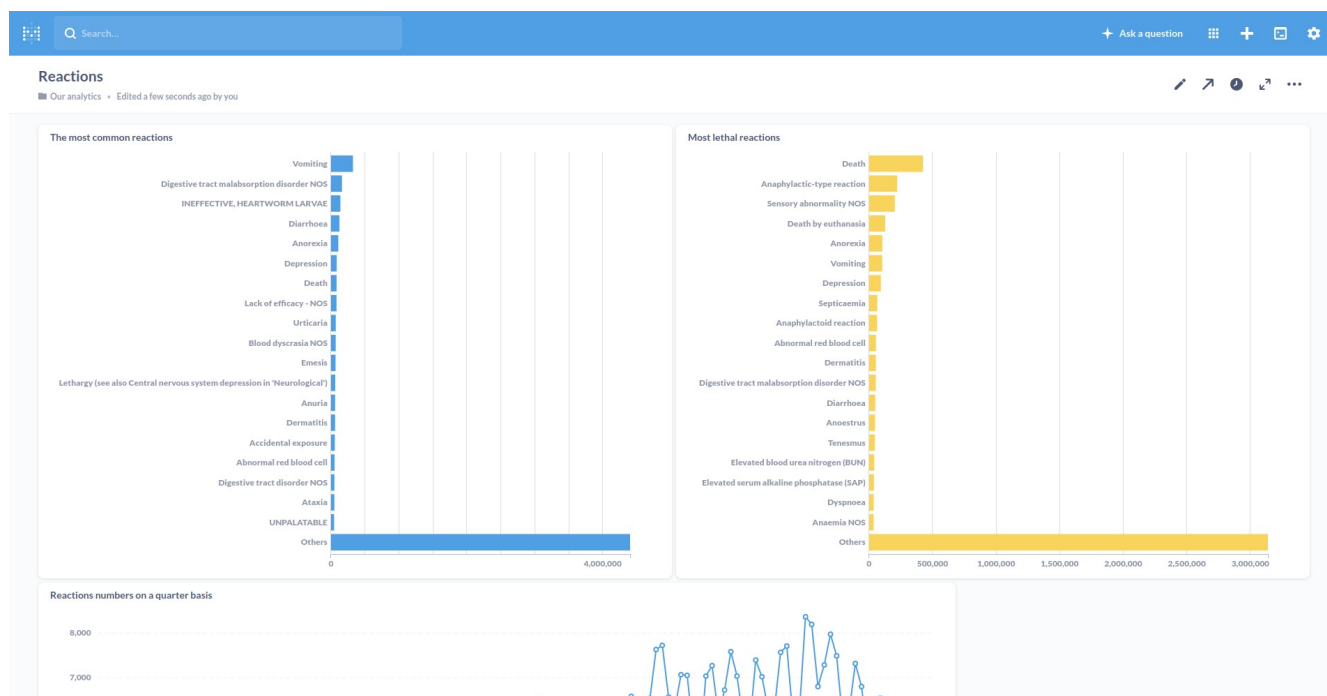 Search...
Ask a question
Reactions
Our analytics • Edited a few seconds ago by you
The most common reactions
Vomiting
Digestive tract malabsorption disorder NOS
INEFFECTIVE, HEARTWORM LARVAE
Diarrhoea
Anorexia
Depression
Death
Lack of efficacy - NOS
Urticaria
Blood dyscrasia NOS
Emesis
Lethargy (see also Central nervous system depression in 'Neurological')
Anuria
Dermatitis
Accidental exposure
Abnormal red blood cell
Digestive tract disorder NOS
Ataxia
UNPALATABLE
Others
0 4,000,000
Most lethal reactions
Death
Anaphylactic-type reaction
Sensory abnormality NOS
Death by euthanasia
Anorexia
Vomiting
Depression
Septicaemia
Anaphylactoid reaction
Abnormal red blood cell
Dermatitis
Digestive tract malabsorption disorder NOS
Diarrhoea
Anoestrus
Tenesmus
Elevated blood urea nitrogen (BUN)
Elevated serum alkaline phosphatase (SAP)
Dyspnoea
Anaemia NOS
Others
0 500,000 1,000,000 1,500,000 2,000,000 2,500,000 3,000,000
Reactions numbers on a quarter basis
8,000
7,000